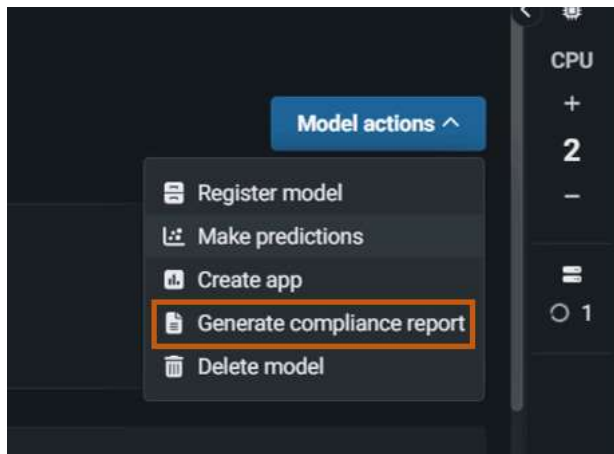 CPU
+
2
−
Model actions
Register model
Make predictions
Create app
Generate compliance report
Delete model
1